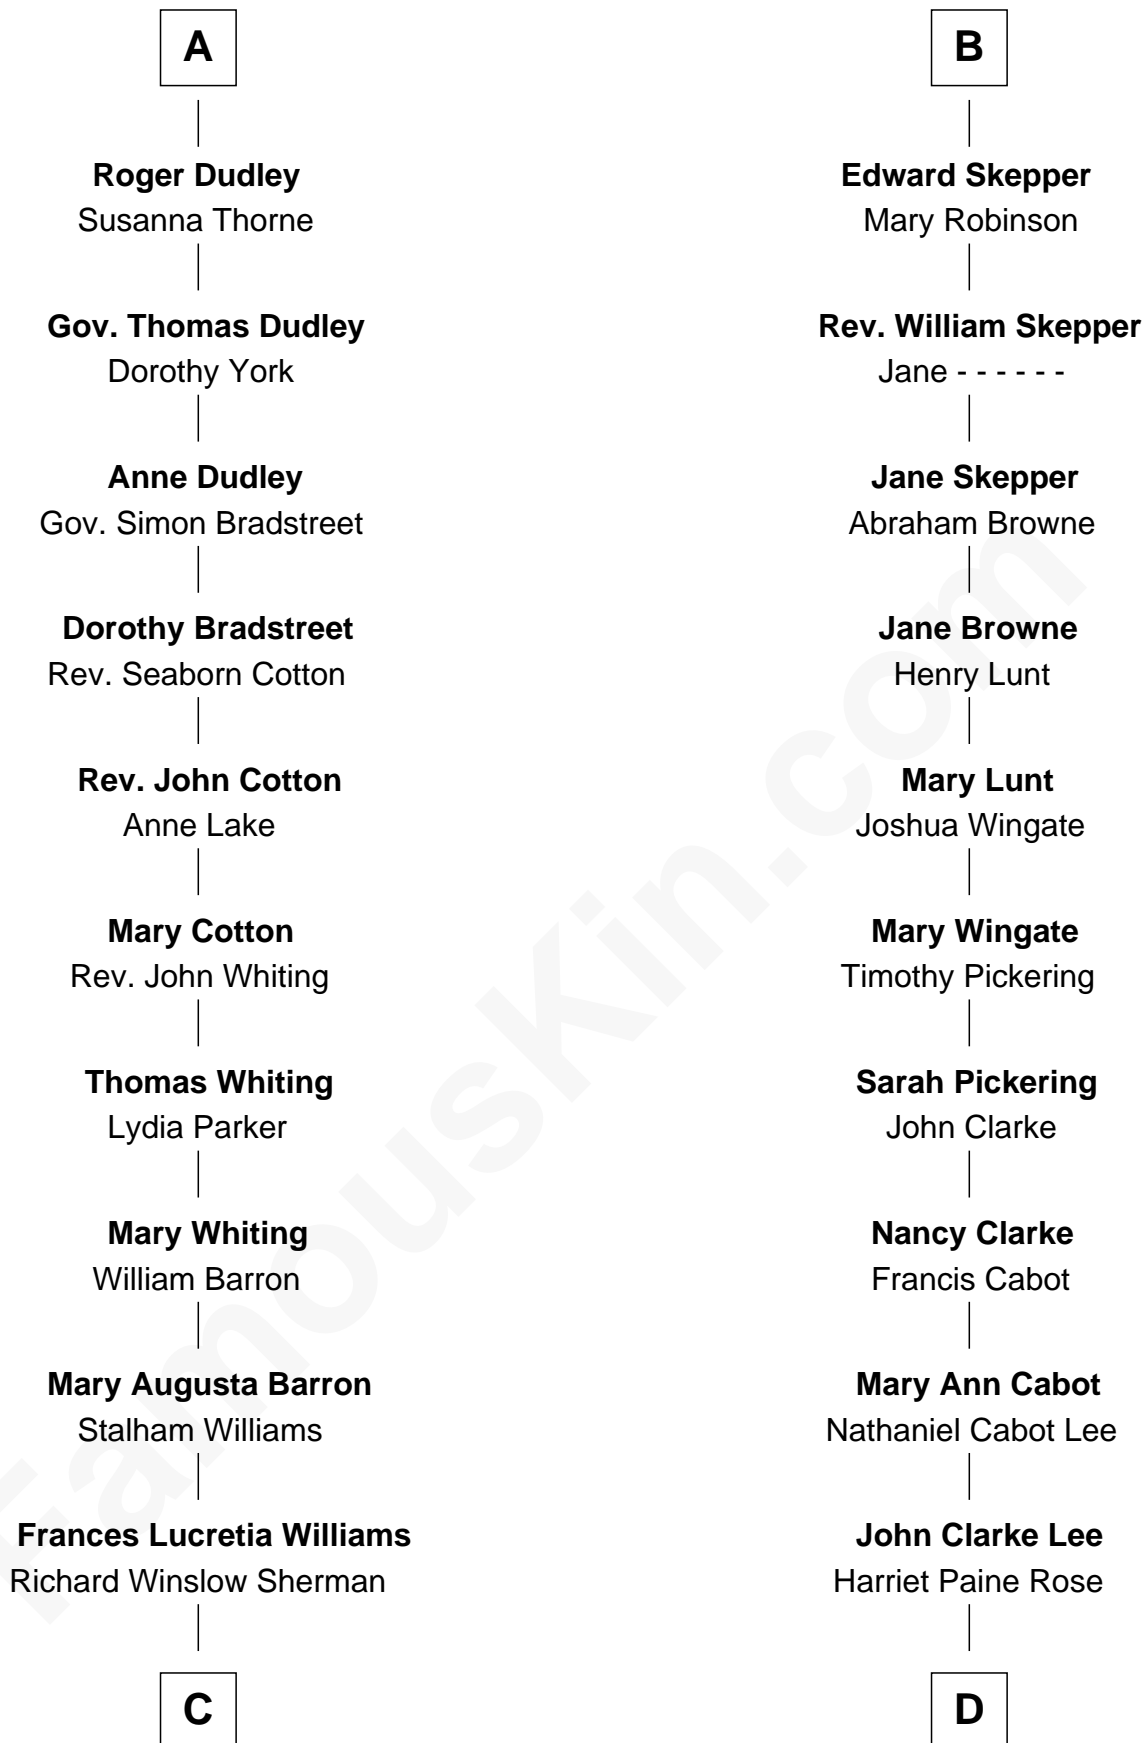 A
Roger Dudley
Susanna Thorne
Gov. Thomas Dudley
Dorothy York
Anne Dudley
Gov. Simon Bradstreet
Dorothy Bradstreet
Rev. Seaborn Cotton
Rev. John Cotton
Anne Lake
Mary Cotton
Rev. John Whiting
Thomas Whiting
Lydia Parker
Mary Whiting
William Barron
Mary Augusta Barron
Stalham Williams
Frances Lucretia Williams
Richard Winslow Sherman
C
B
Edward Skepper
Mary Robinson
Rev. William Skepper
Jane - - - - - -
Jane Skepper
Abraham Browne
Jane Browne
Henry Lunt
Mary Lunt
Joshua Wingate
Mary Wingate
Timothy Pickering
Sarah Pickering
John Clarke
Nancy Clarke
Francis Cabot
Mary Ann Cabot
Nathaniel Cabot Lee
John Clarke Lee
Harriet Paine Rose
D
FamousKin.com